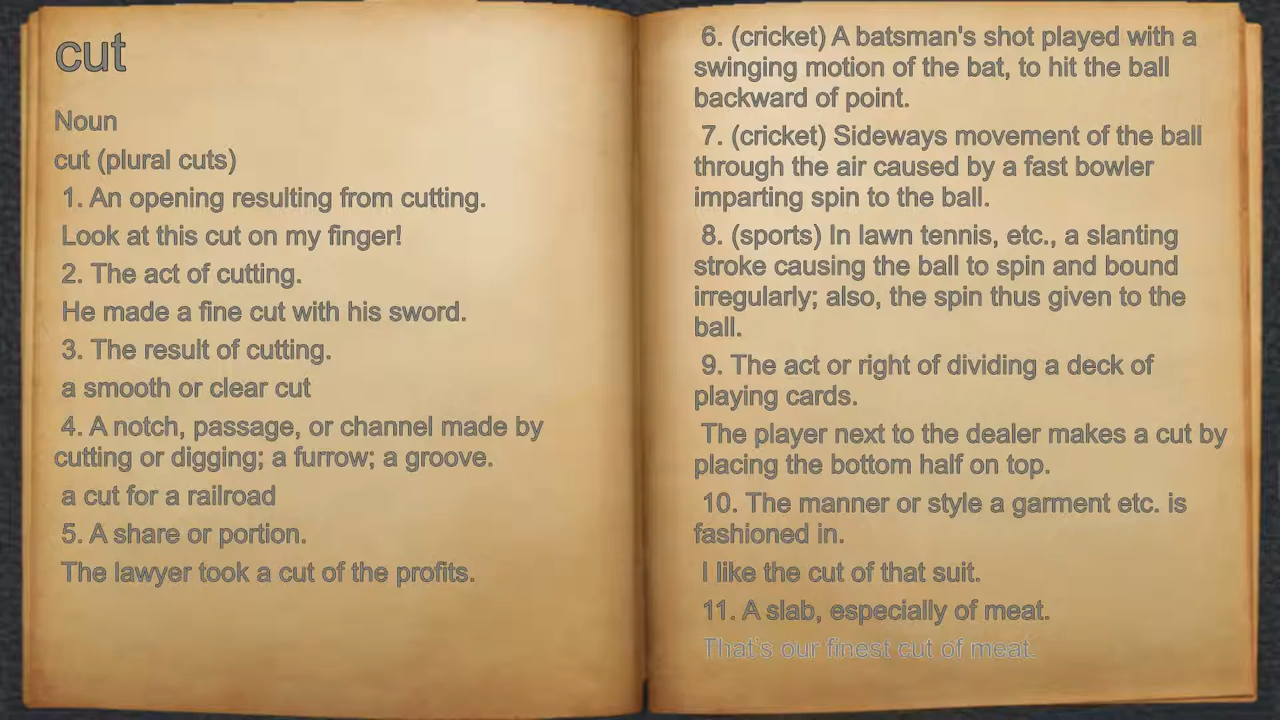 cut
Noun
cut (plural cuts)
1. An opening resulting from cutting.
Look at this cut on my finger!
2. The act of cutting.
He made a fine cut with his sword.
3. The result of cutting.
a smooth or clear cut
4. A notch, passage, or channel made by
cutting or digging; a furrow; a groove.
a cut for a railroad
5. A share or portion.
The lawyer took a cut of the profits.
6. (cricket) A batsman's shot played with a
swinging motion of the bat, to hit the ball
backward of point.
7. (cricket) Sideways movement of the ball
through the air caused by a fast bowler
imparting spin to the ball.
8. (sports) In lawn tennis, etc., a slanting
stroke causing the ball to spin and bound
irregularly; also, the spin thus given to the
ball.
9. The act or right of dividing a deck of
playing cards.
The player next to the dealer makes a cut by
placing the bottom half on top.
10. The manner or style a garment etc. is
fashioned in.
I like the cut of that suit.
11. A slab, especially of meat.
That's our finest cut of meat.